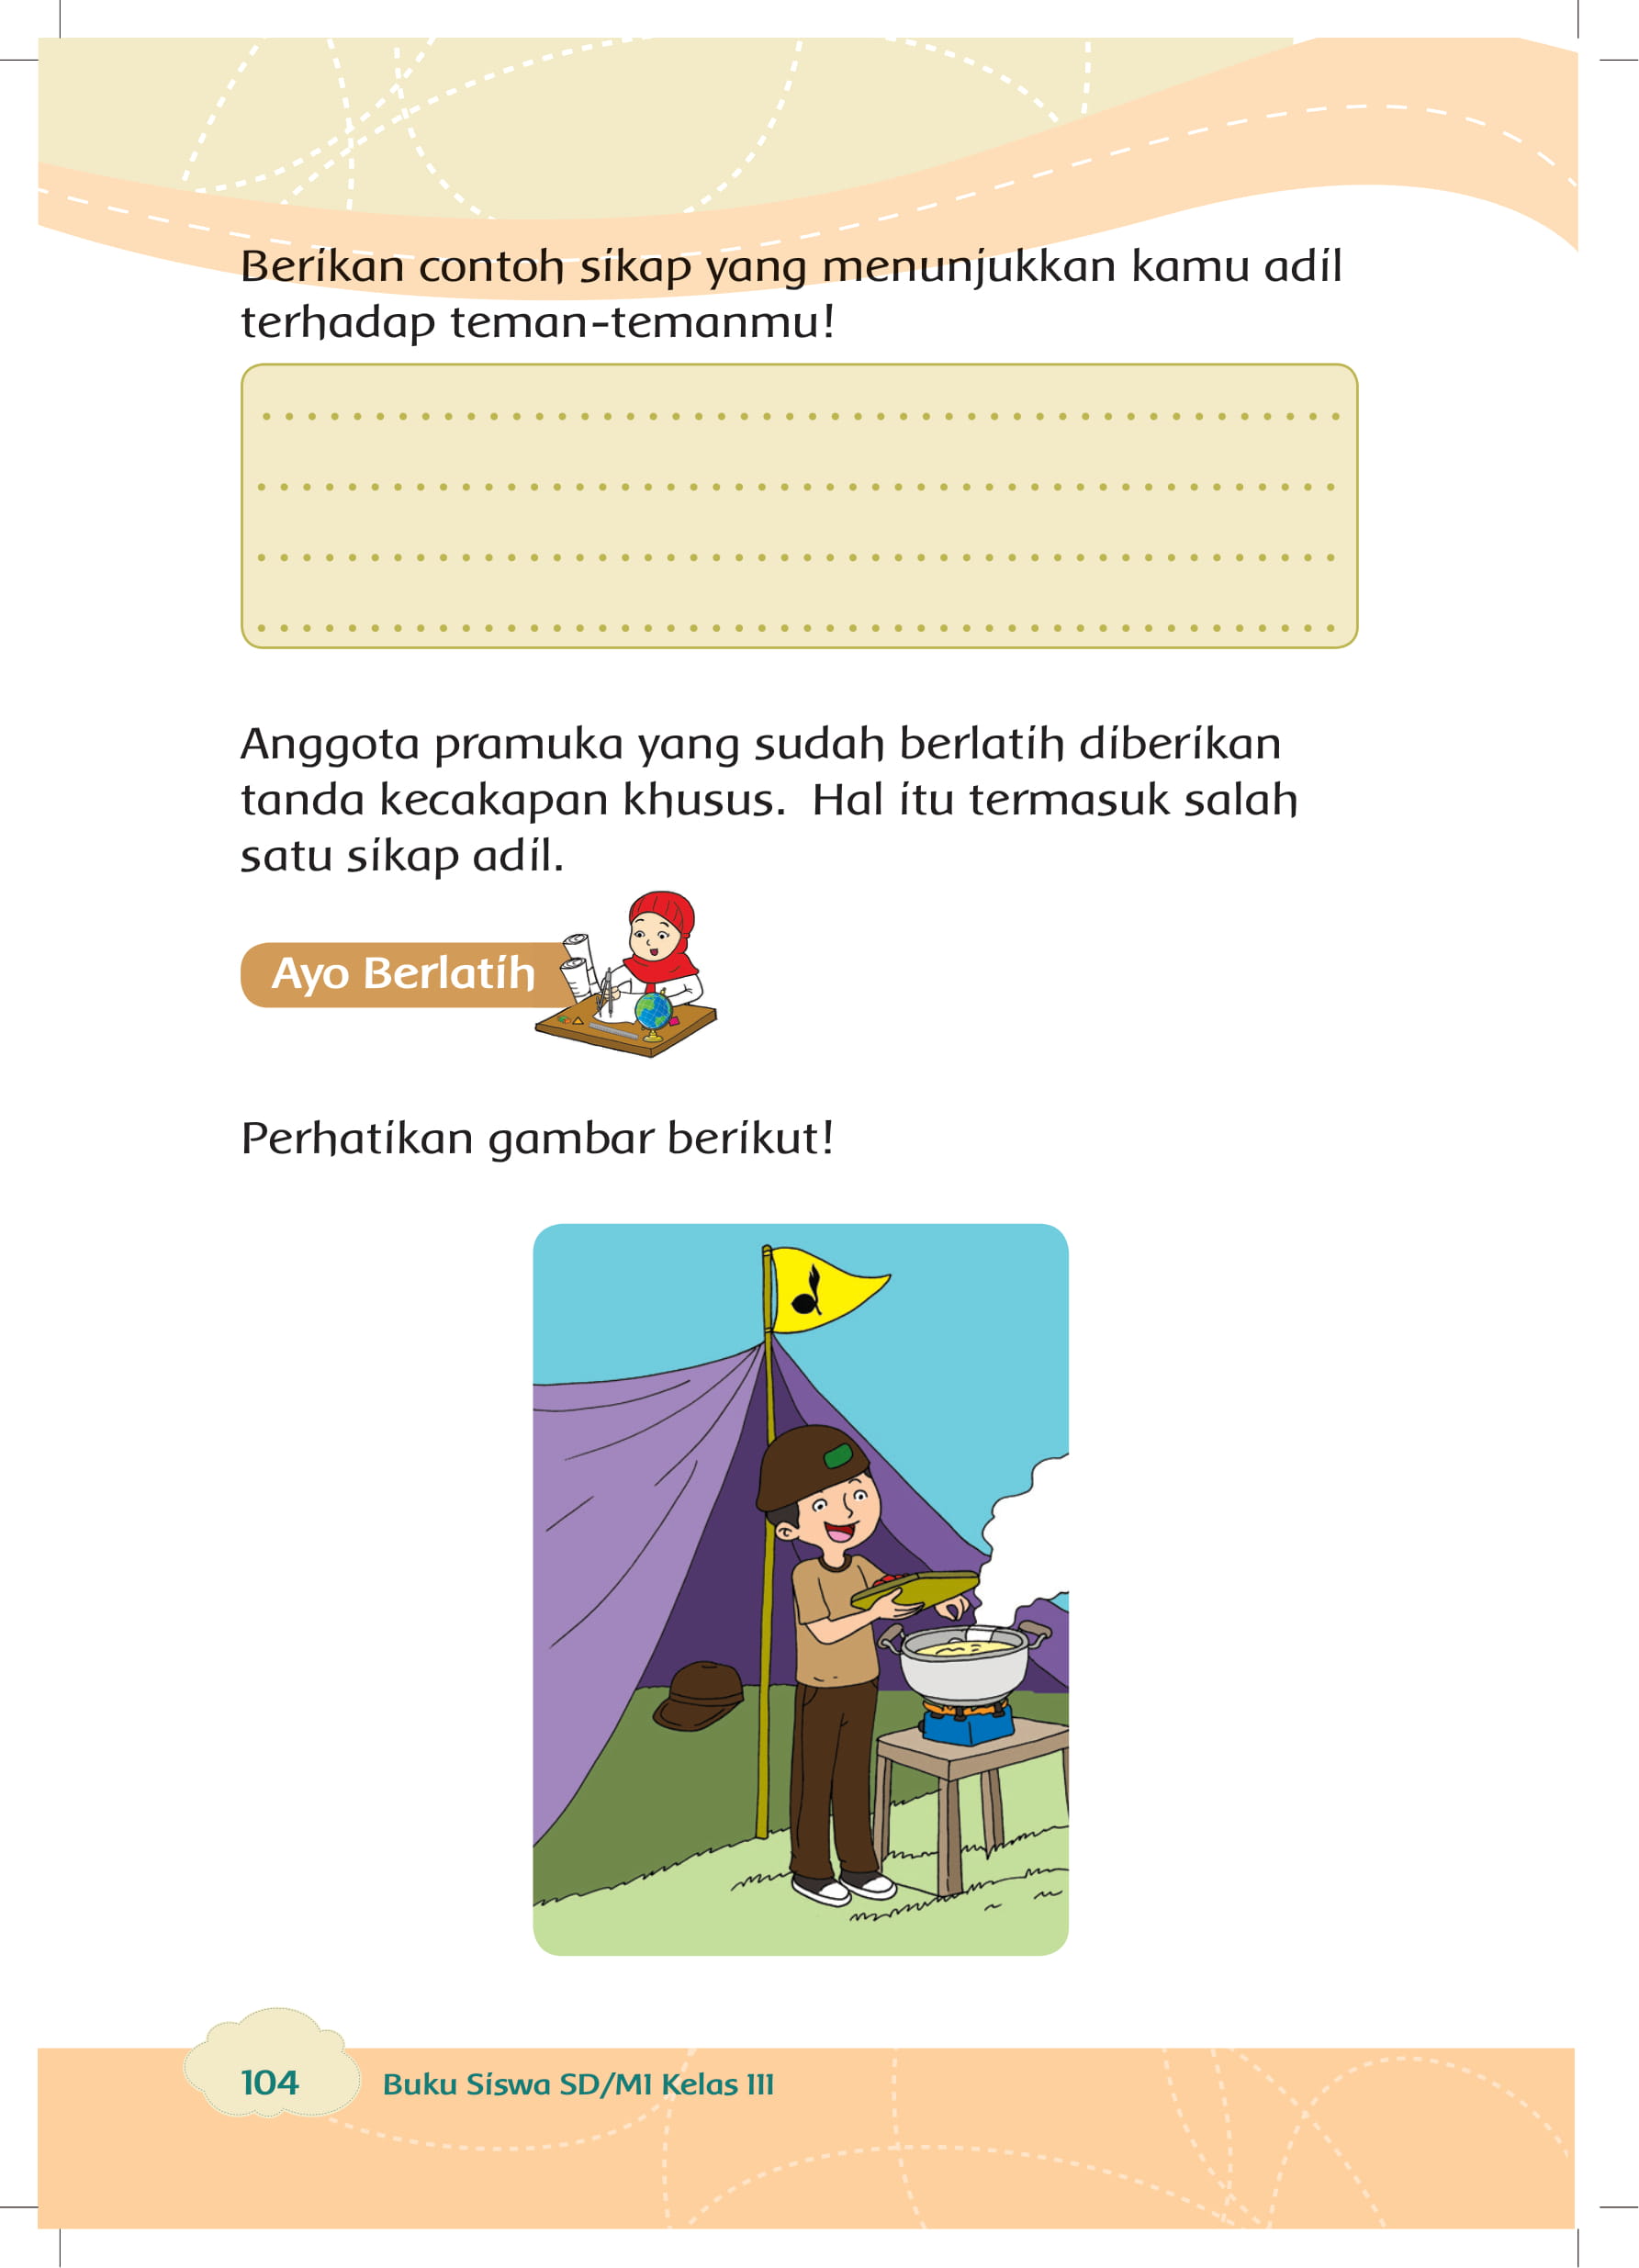 Berikan contoh sikap yang menunjukkan kamu adil
terhadap teman-temanmu!
Anggota pramuka yang sudah berlatih diberikan
tanda kecakapan khusus. Hal itu termasuk salah
satu sikap adil.
Ayo Berlatih
Perhatikan gambar berikut!
104 Buku Siswa SD/MI Kelas III